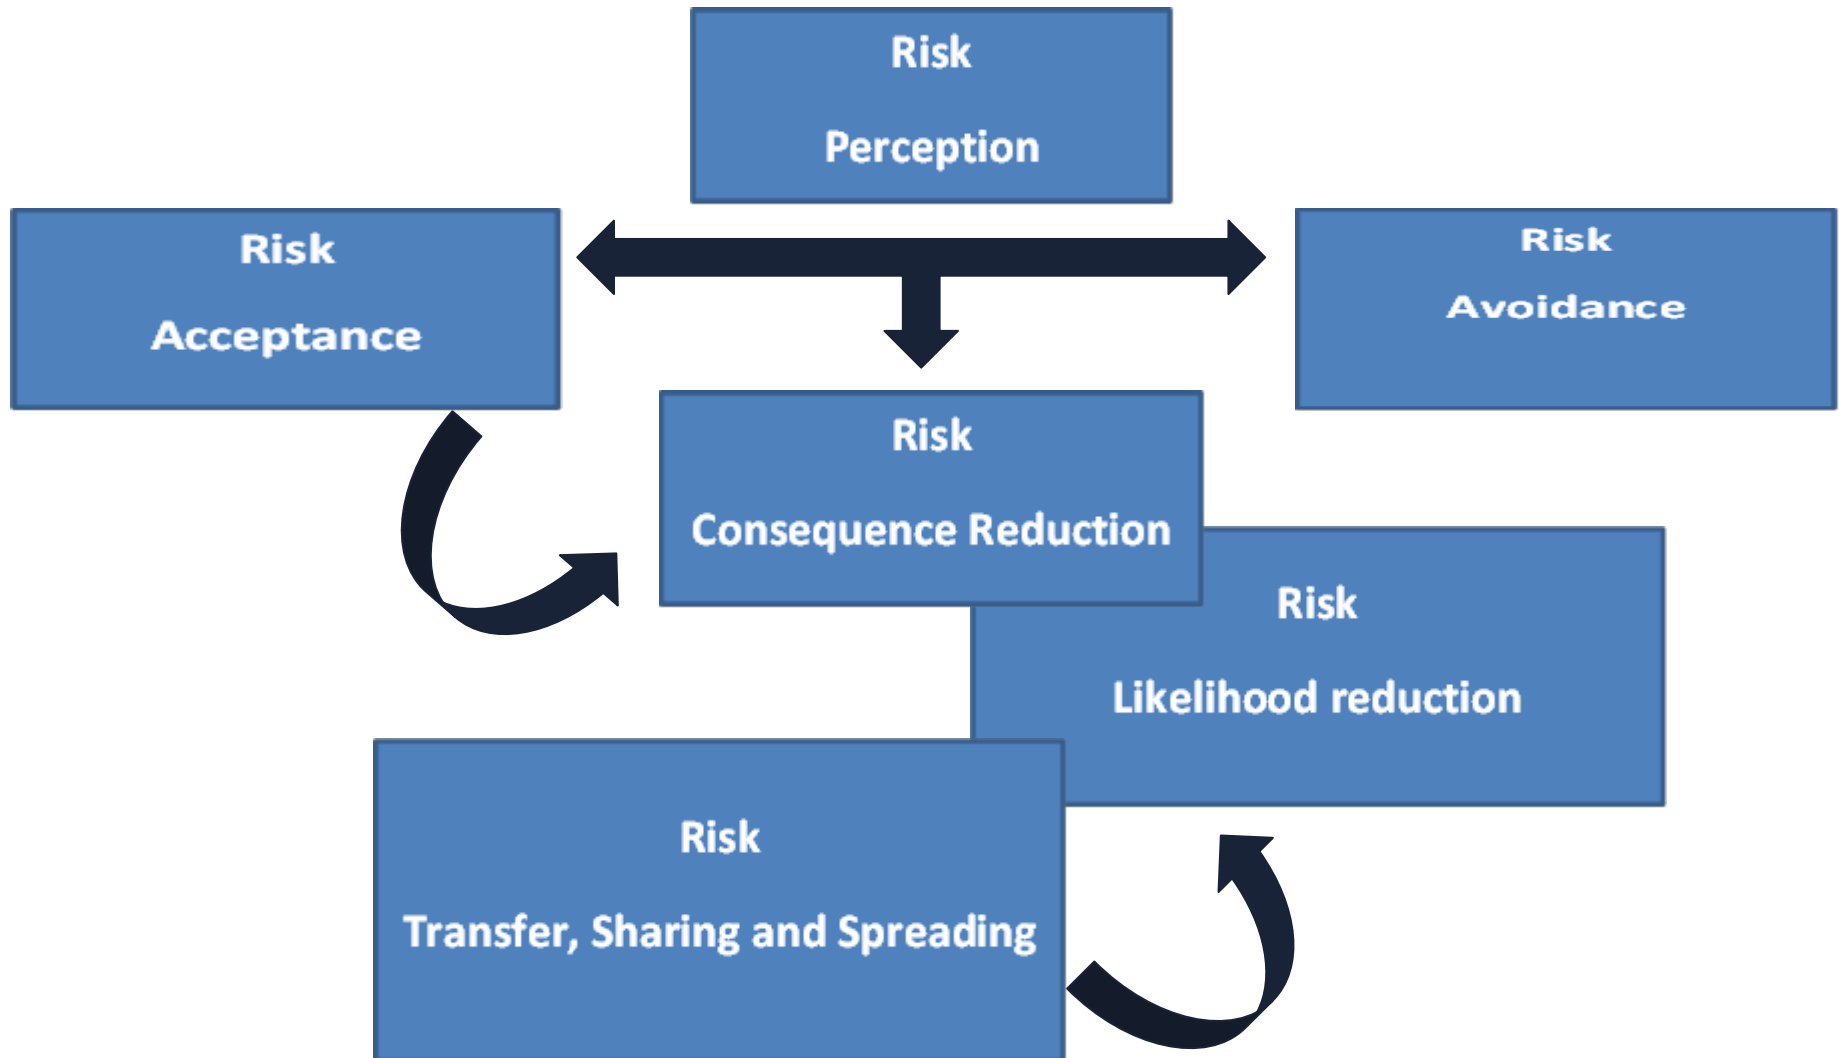 Risk
Perception
Risk
Acceptance
Risk
Avoidance
Risk
Consequence Reduction
Risk
Likelihood reduction
Risk
Transfer, Sharing and Spreading